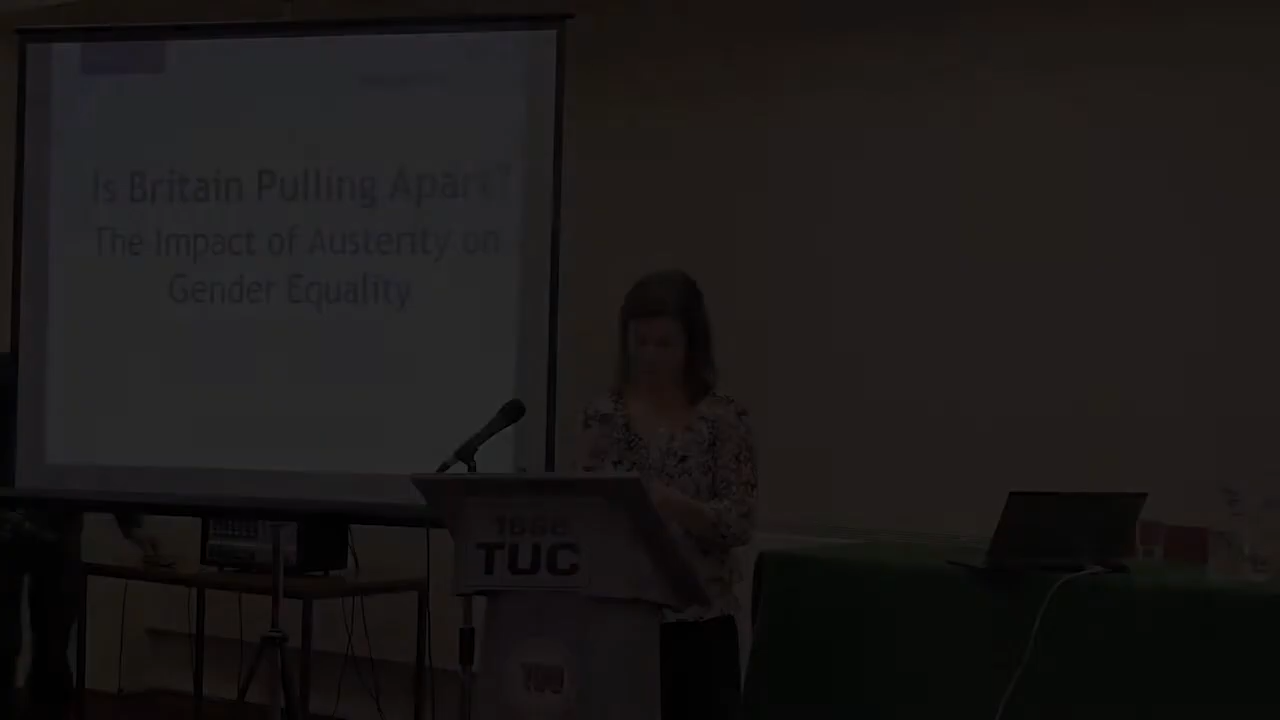 Is Britain Pulling Apart?
The Impact of Austerity on
Gender Equality
TUC